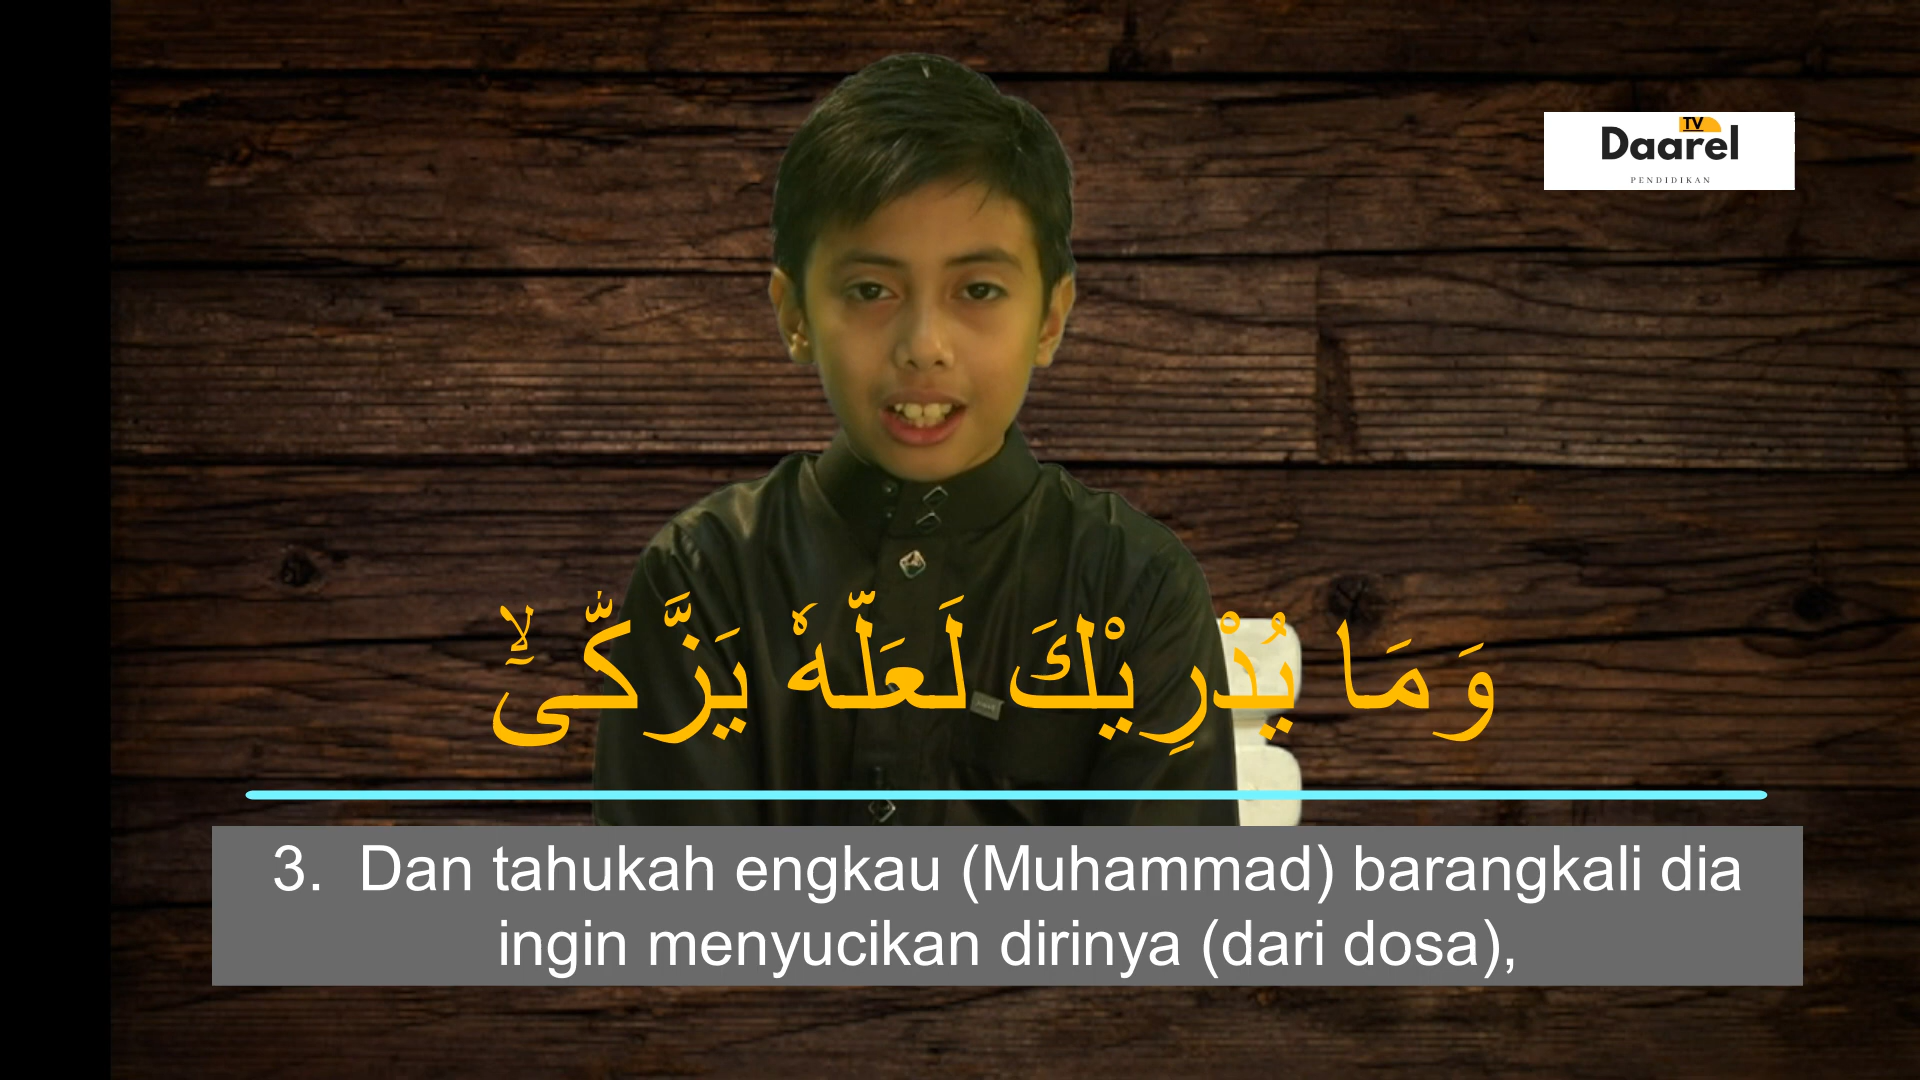 TV
Daarel
PENDIDIKAN
وَمَا يُدْرِيْكَ لَعَلَّهٗ يَزَّكّٰىٓۙ
3. Dan tahukah engkau (Muhammad) barangkali dia
ingin menyucikan dirinya (dari dosa),